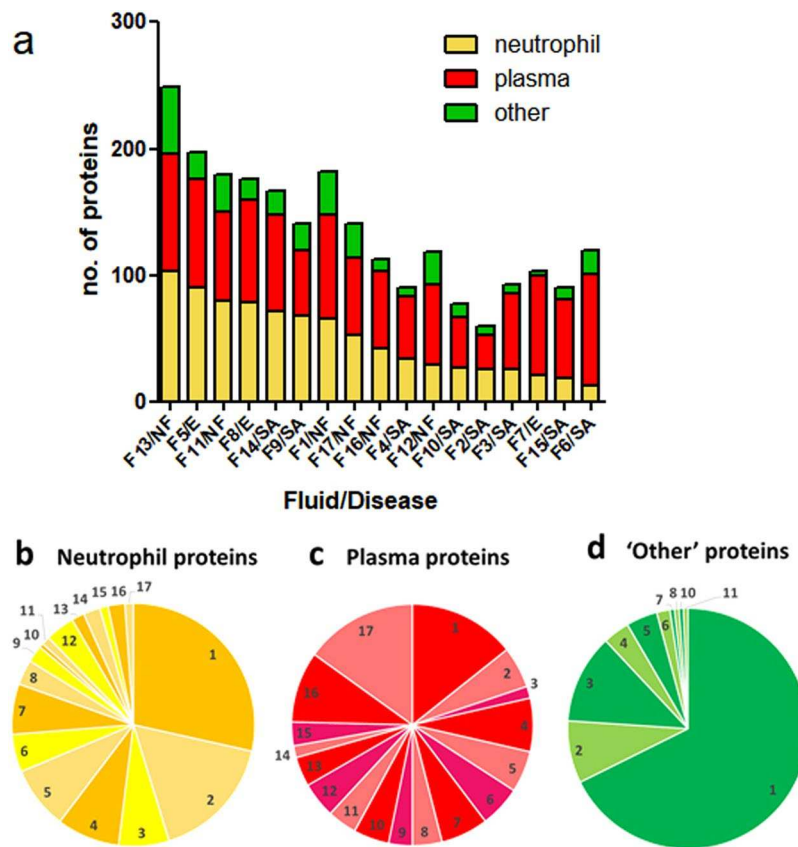 a
300
200
100
0
no. of proteins
neutrophil
plasma
other
F13/NF
F5/E
F11/NF
F8/E
F14/SA
F9/SA
F1/NF
F17/NF
F16/NF
F4/SA
F12/NF
F10/SA
F2/SA
F3/SA
F7/E
F15/SA
F6/SA
Fluid/Disease
b Neutrophil proteins
1
2
3
4
5
6
7
8
9
10
11
12
13
14
15
16
17
c Plasma proteins
1
2
3
4
5
6
7
8
9
10
11
12
13
14
15
16
17
d 'Other' proteins
1
2
3
4
5
6
7
8
10
11